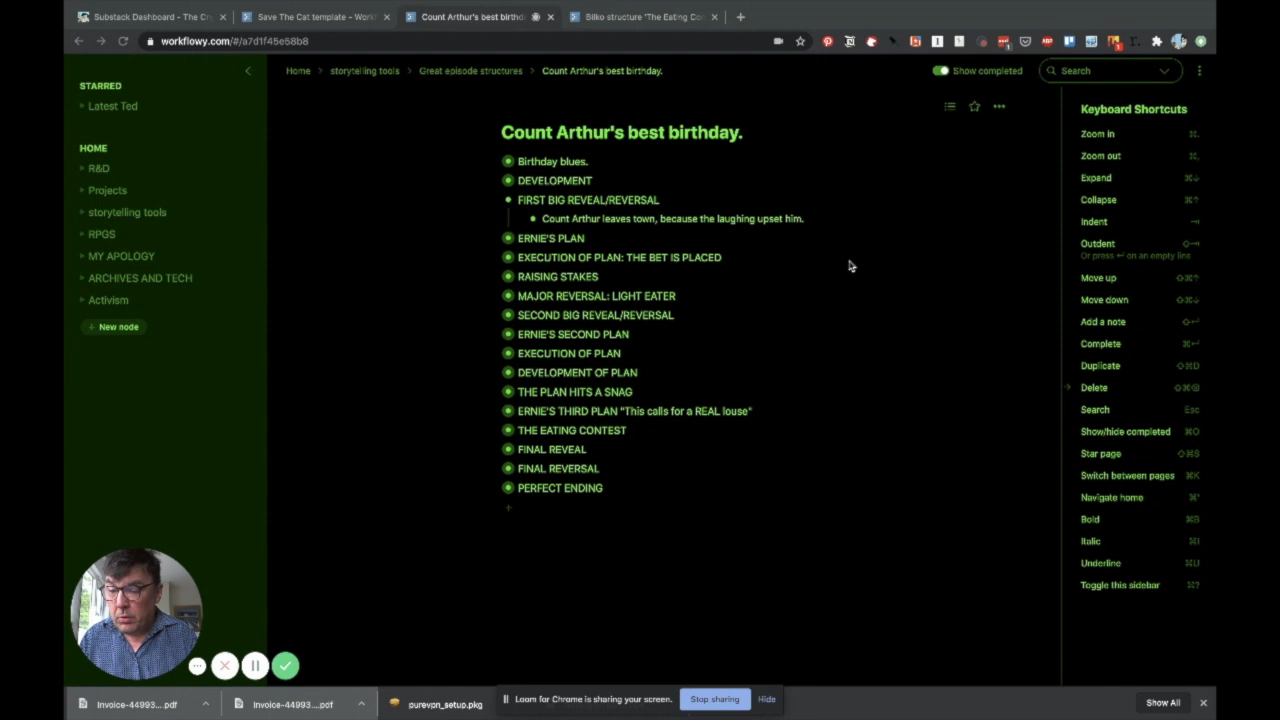 Substack Dashboard - The Cr
Save The Cat template - Workf
Count Arthur's best birthd
Bilko structure 'The Eating Co
workflowy.com/#/a7d1f45e58b8
STARRED
Latest Ted
HOME
R&D
Projects
storytelling tools
RPGS
MY APOLOGY
ARCHIVES AND TECH
Activism
+ New node
Home > storytelling tools > Great episode structures > Count Arthur's best birthday.
Show completed
Search
Count Arthur's best birthday.
Birthday blues.
DEVELOPMENT
FIRST BIG REVEAL/REVERSAL
Count Arthur leaves town, because the laughing upset him.
ERNIE'S PLAN
EXECUTION OF PLAN: THE BET IS PLACED
RAISING STAKES
MAJOR REVERSAL: LIGHT EATER
SECOND BIG REVEAL/REVERSAL
ERNIE'S SECOND PLAN
EXECUTION OF PLAN
DEVELOPMENT OF PLAN
THE PLAN HITS A SNAG
ERNIE'S THIRD PLAN "This calls for a REAL louse"
THE EATING CONTEST
FINAL REVEAL
FINAL REVERSAL
PERFECT ENDING
Keyboard Shortcuts
Zoom in ⌘.
Zoom out ⌘,
Expand ⌘↓
Collapse ⌘↑
Indent
Outdent
Or press ↵ on an empty line
Move up ⇧⌘↑
Move down ⇧⌘↓
Add a note ⇧↵
Complete ⌘↵
Duplicate ⇧⌘D
Delete ⇧⌘⌫
Search Esc
Show/hide completed ⌘O
Star page ⇧⌘S
Switch between pages ⌘K
Navigate home ⌘'
Bold ⌘B
Italic ⌘I
Underline ⌘U
Toggle this sidebar ⌘?
Invoice-44993....pdf
Invoice-44993....pdf
purevpn_setup.pkg
Loom for Chrome is sharing your screen.
Stop sharing
Hide
Show All